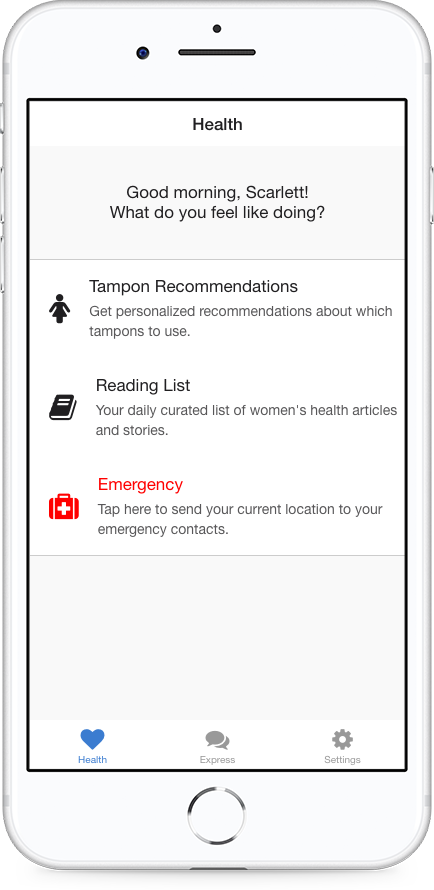 Health
Good morning, Scarlett!
What do you feel like doing?
Tampon Recommendations
Get personalized recommendations about which
tampons to use.
Reading List
Your daily curated list of women's health articles
and stories.
Emergency
Tap here to send your current location to your
emergency contacts.
Health
Express
Settings